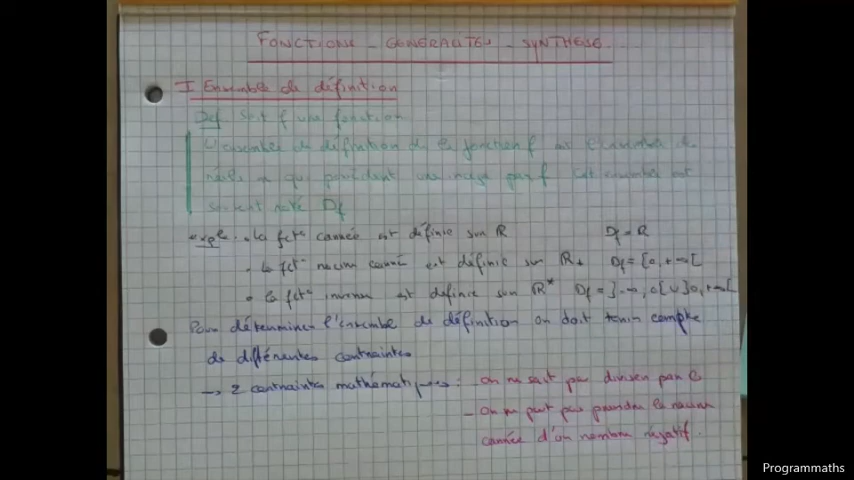 FONCTIONS - GENERALITES - SYNTHESE
I Ensemble de définition
Def Soit f une fonction
L'ensemble de définition de la fonction f est l'ensemble de
réels x qui possèdent une image par f Cet ensemble est
souvent noté Df
expl • la fct° carrée est définie sur R Df = R
• la fct° racine carré est définie sur R+ Df = [0, +∞[
• la fct° inverse est définie sur R* Df = ]-∞, 0[ U ]0, +∞[
Pour déterminer l'ensemble de définition on doit tenir compte
de différentes contraintes
→ 2 contraintes mathématiques : - On ne sait pas diviser par 0
- On ne peut pas prendre la racine
carrée d'un nombre négatif.
Programmaths